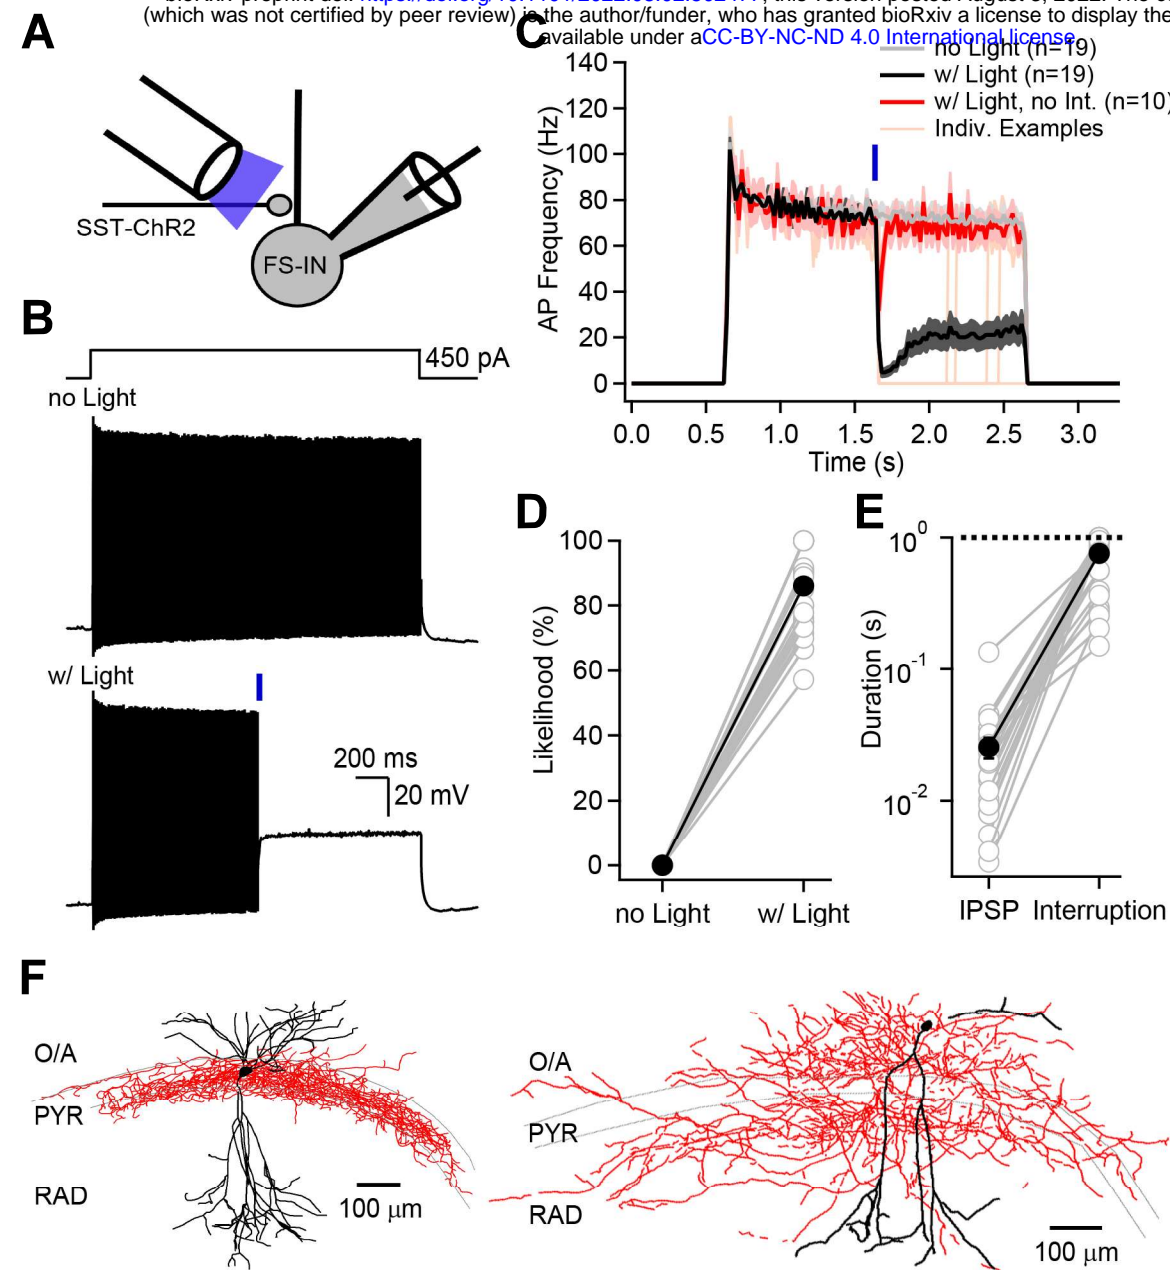 (which was not certified by peer review) is the author/funder, who has granted bioRxiv a license to display the
available under aCC-BY-NC-ND 4.0 International license.
A
SST-ChR2
FS-IN
B
450 pA
no Light
w/ Light
200 ms
20 mV
C
no Light (n=19)
w/ Light (n=19)
w/ Light, no Int. (n=10)
Indiv. Examples
AP Frequency (Hz)
140
120
100
80
60
40
20
0
0.0 0.5 1.0 1.5 2.0 2.5 3.0
Time (s)
D
Likelihood (%)
100
80
60
40
20
0
no Light w/ Light
E
Duration (s)
10^0
10^-1
10^-2
IPSP Interruption
F
O/A
PYR
RAD
100 μm
O/A
PYR
RAD
100 μm